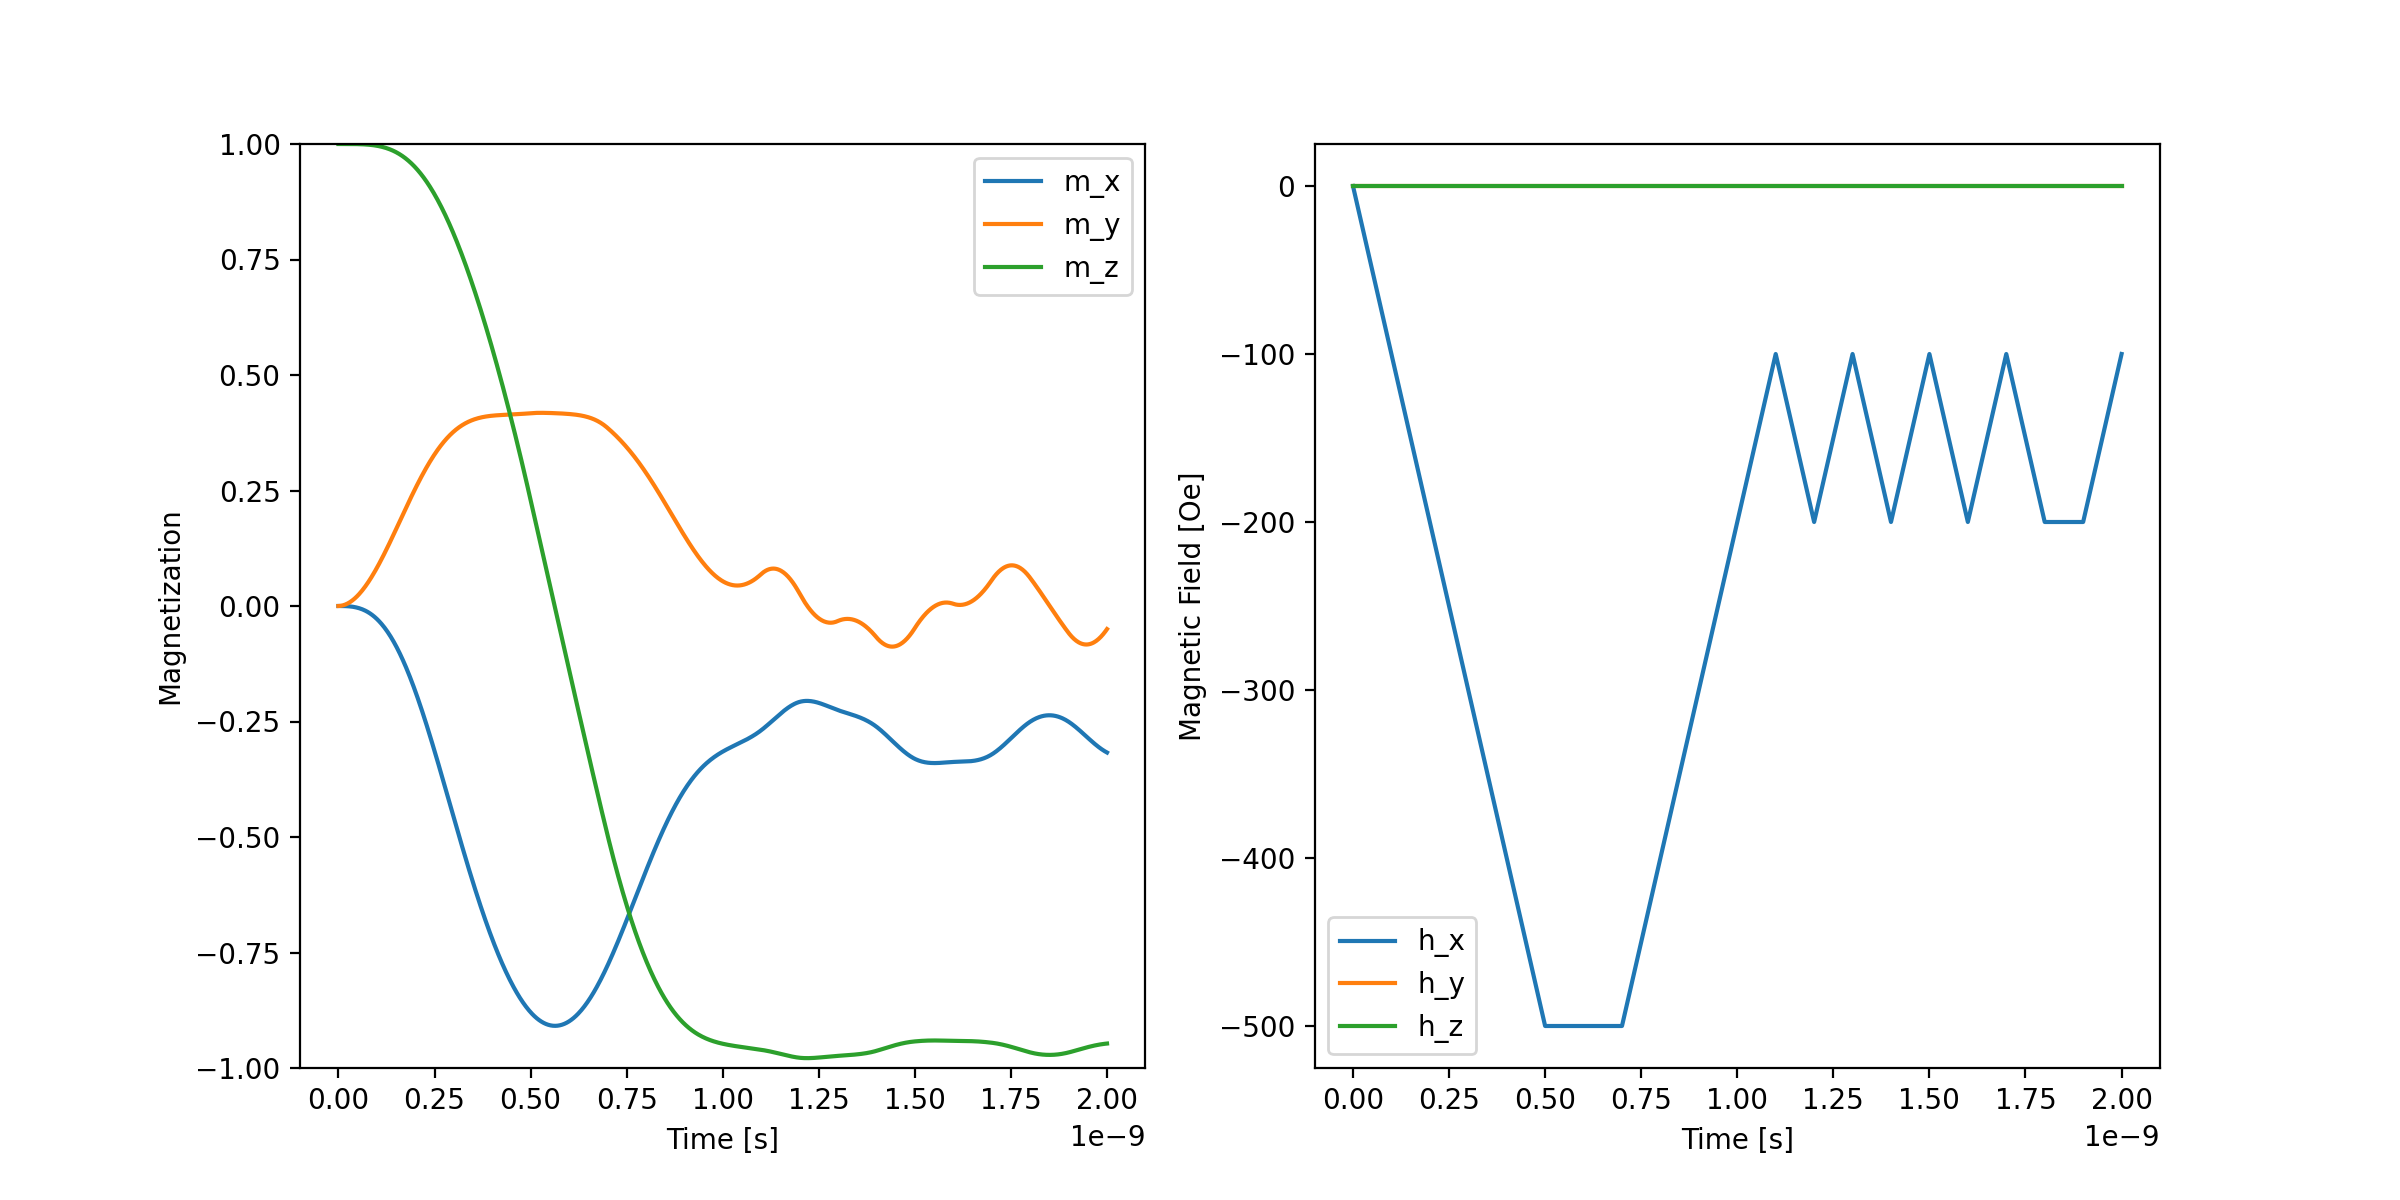 1.00
0.75
0.50
0.25
0.00
−0.25
−0.50
−0.75
−1.00
Magnetization
m_x
m_y
m_z
0.00 0.25 0.50 0.75 1.00 1.25 1.50 1.75 2.00
Time [s]
1e−9
0
−100
−200
−300
−400
−500
Magnetic Field [Oe]
h_x
h_y
h_z
0.00 0.25 0.50 0.75 1.00 1.25 1.50 1.75 2.00
Time [s]
1e−9